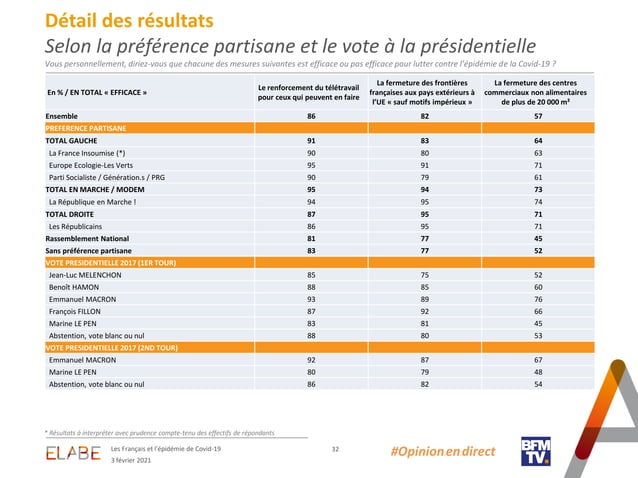 Détail des résultats
Selon la préférence partisane et le vote à la présidentielle
Vous personnellement, diriez-vous que chacune des mesures suivantes est efficace ou pas efficace pour lutter contre l'épidémie de la Covid-19 ?
En % / EN TOTAL « EFFICACE » Le renforcement du télétravail pour ceux qui peuvent en faire La fermeture des frontières françaises aux pays extérieurs à l'UE « sauf motifs impérieux » La fermeture des centres commerciaux non alimentaires de plus de 20 000 m²
Ensemble 86 82 57
PREFERENCE PARTISANE
TOTAL GAUCHE 91 83 64
La France Insoumise (*) 90 80 63
Europe Ecologie-Les Verts 95 91 71
Parti Socialiste / Génération.s / PRG 90 79 61
TOTAL EN MARCHE / MODEM 95 94 73
La République en Marche ! 94 95 74
TOTAL DROITE 87 95 71
Les Républicains 86 95 71
Rassemblement National 81 77 45
Sans préférence partisane 83 77 52
VOTE PRESIDENTIELLE 2017 (1ER TOUR)
Jean-Luc MELENCHON 85 75 52
Benoît HAMON 88 85 60
Emmanuel MACRON 93 89 76
François FILLON 87 92 66
Marine LE PEN 83 81 45
Abstention, vote blanc ou nul 88 80 53
VOTE PRESIDENTIELLE 2017 (2ND TOUR)
Emmanuel MACRON 92 87 67
Marine LE PEN 80 79 48
Abstention, vote blanc ou nul 86 82 54
* Résultats à interpréter avec prudence compte-tenu des effectifs de répondants
ELABE
Les Français et l'épidémie de Covid-19
3 février 2021
32
#Opinion en direct
BFM
TV.